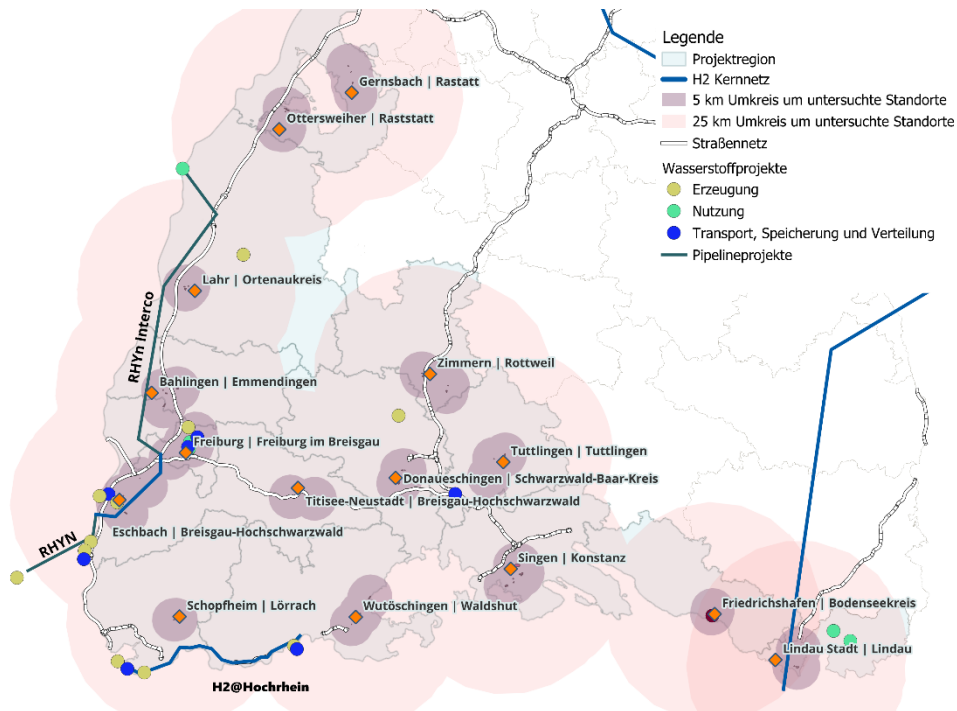 Legende
Projektregion
H2 Kernnetz
5 km Umkreis um untersuchte Standorte
25 km Umkreis um untersuchte Standorte
Straßennetz
Wasserstoffprojekte
Erzeugung
Nutzung
Transport, Speicherung und Verteilung
Pipelineprojekte
Gernsbach | Rastatt
Ottersweiher | Raststatt
Lahr | Ortenaukreis
RHYn Interco
Zimmern | Rottweil
Bahlingen | Emmendingen
Freiburg | Freiburg im Breisgau
Tuttlingen | Tuttlingen
Donaueschingen | Schwarzwald-Baar-Kreis
Titisee-Neustadt | Breisgau-Hochschwarzwald
Eschbach | Breisgau-Hochschwarzwald
RHYN
Singen | Konstanz
Schopfheim | Lörrach
Wutöschingen | Waldshut
Friedrichshafen | Bodenseekreis
Lindau Stadt | Lindau
H2@Hochrhein